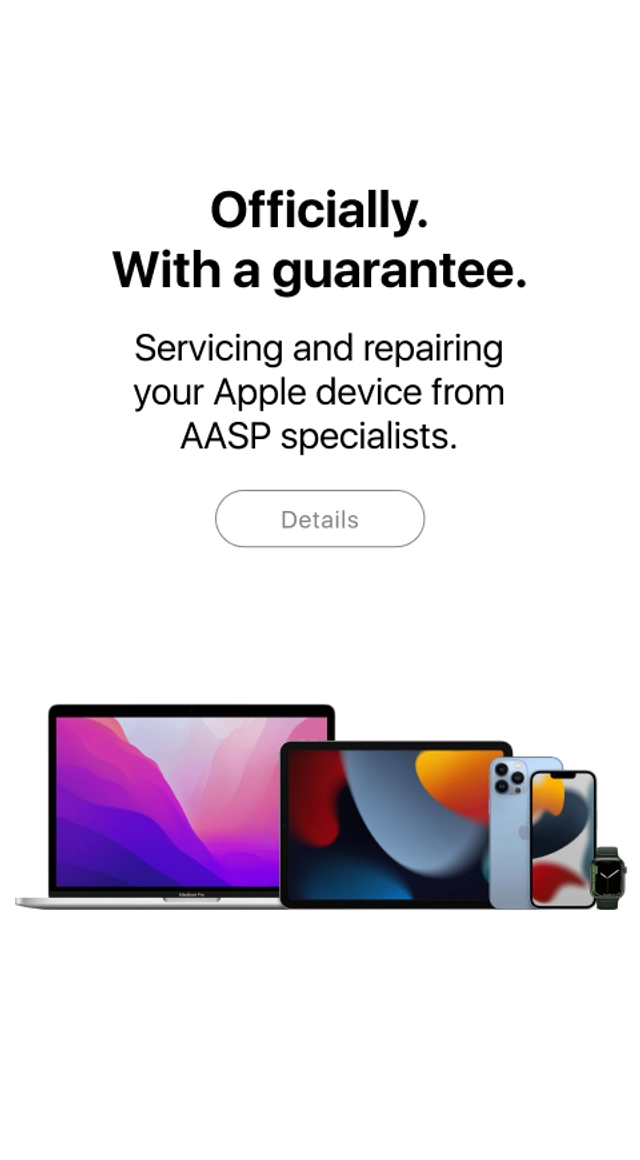 Officially.
With a guarantee.
Servicing and repairing
your Apple device from
AASP specialists.
Details
MacBook Pro